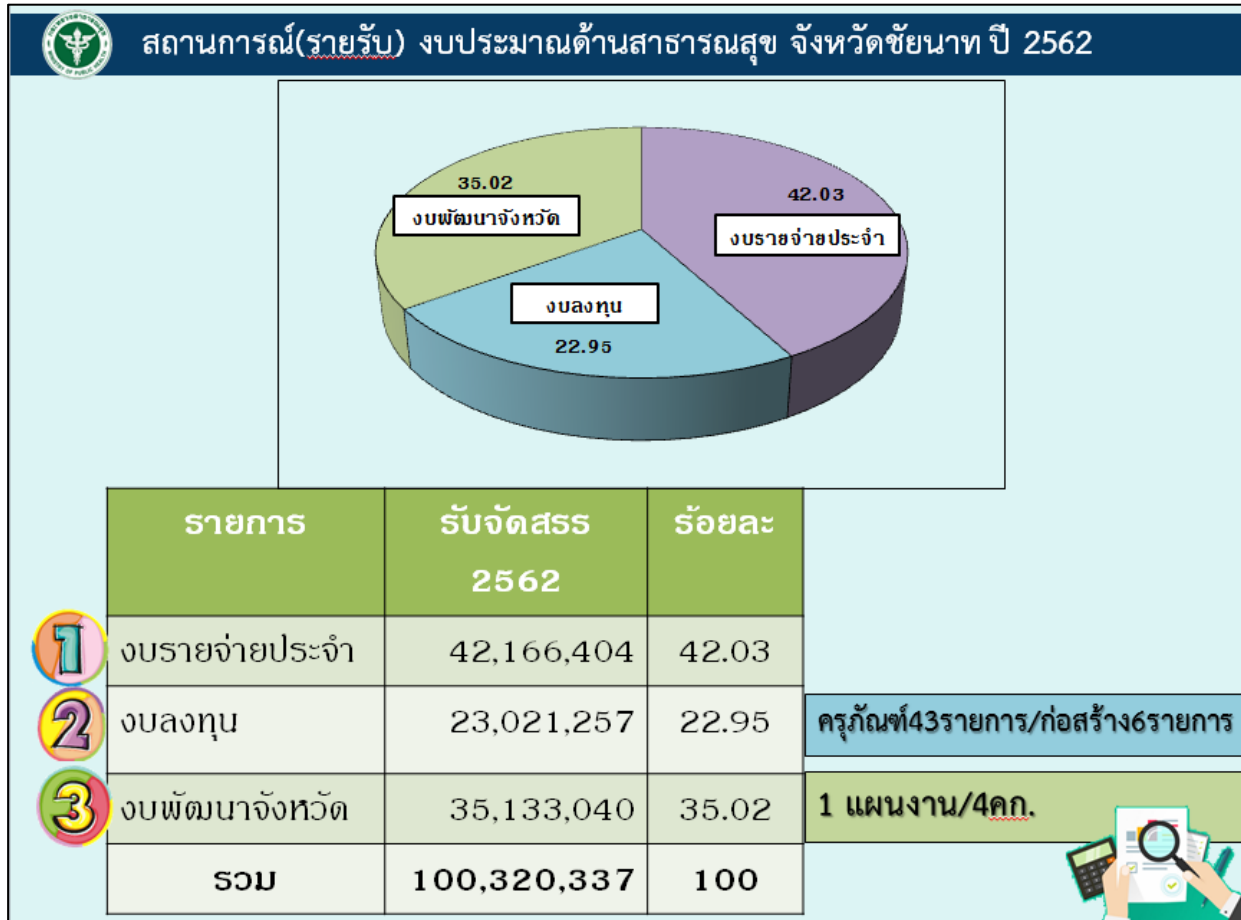 สถานการณ์(รายรับ) งบประมาณด้านสาธารณสุข จังหวัดชัยนาท ปี 2562
35.02
งบพัฒนาจังหวัด
42.03
งบรายจ่ายประจำ
งบลงทุน
22.95
รายการ รับจัดสรร 2562 ร้อยละ
1 งบรายจ่ายประจำ 42,166,404 42.03
2 งบลงทุน 23,021,257 22.95 ครุภัณฑ์43รายการ/ก่อสร้าง6รายการ
3 งบพัฒนาจังหวัด 35,133,040 35.02 1 แผนงาน/4คก.
รวม 100,320,337 100